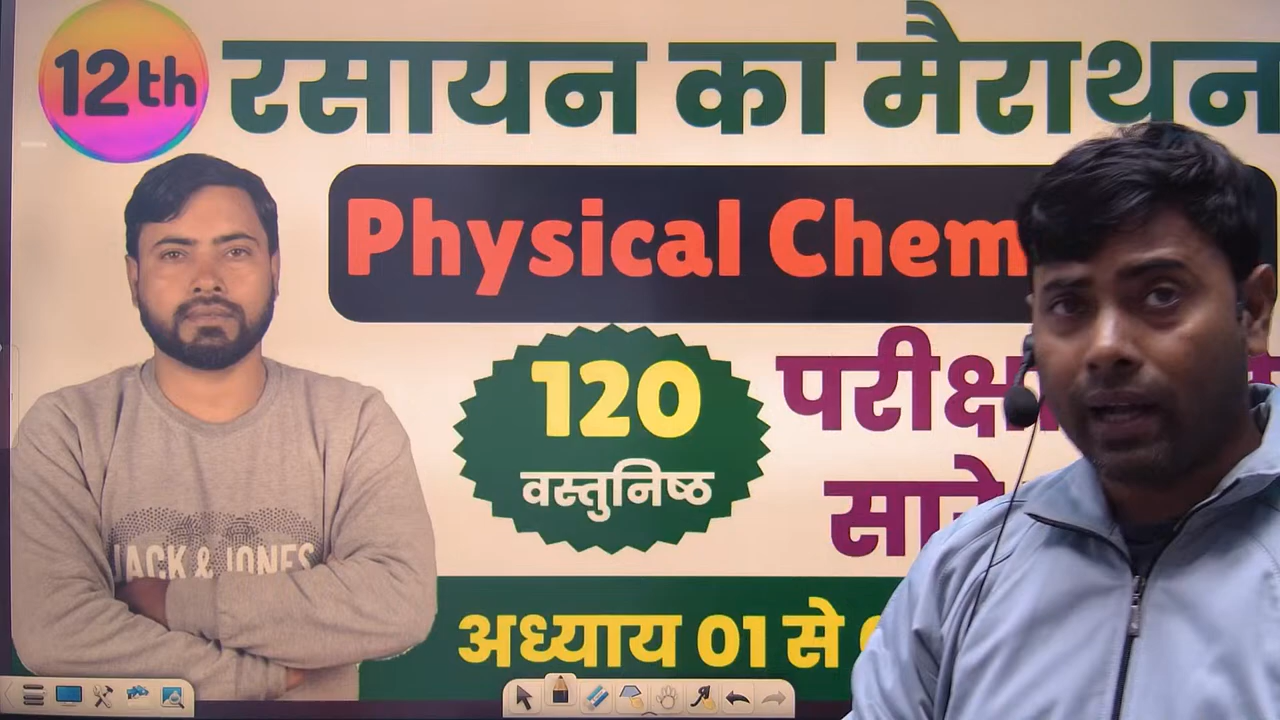 12th रसायन का मैराथन
Physical Chem
120
वस्तुनिष्ठ
परीक्षा
JACK & JONES
अध्याय 01 से